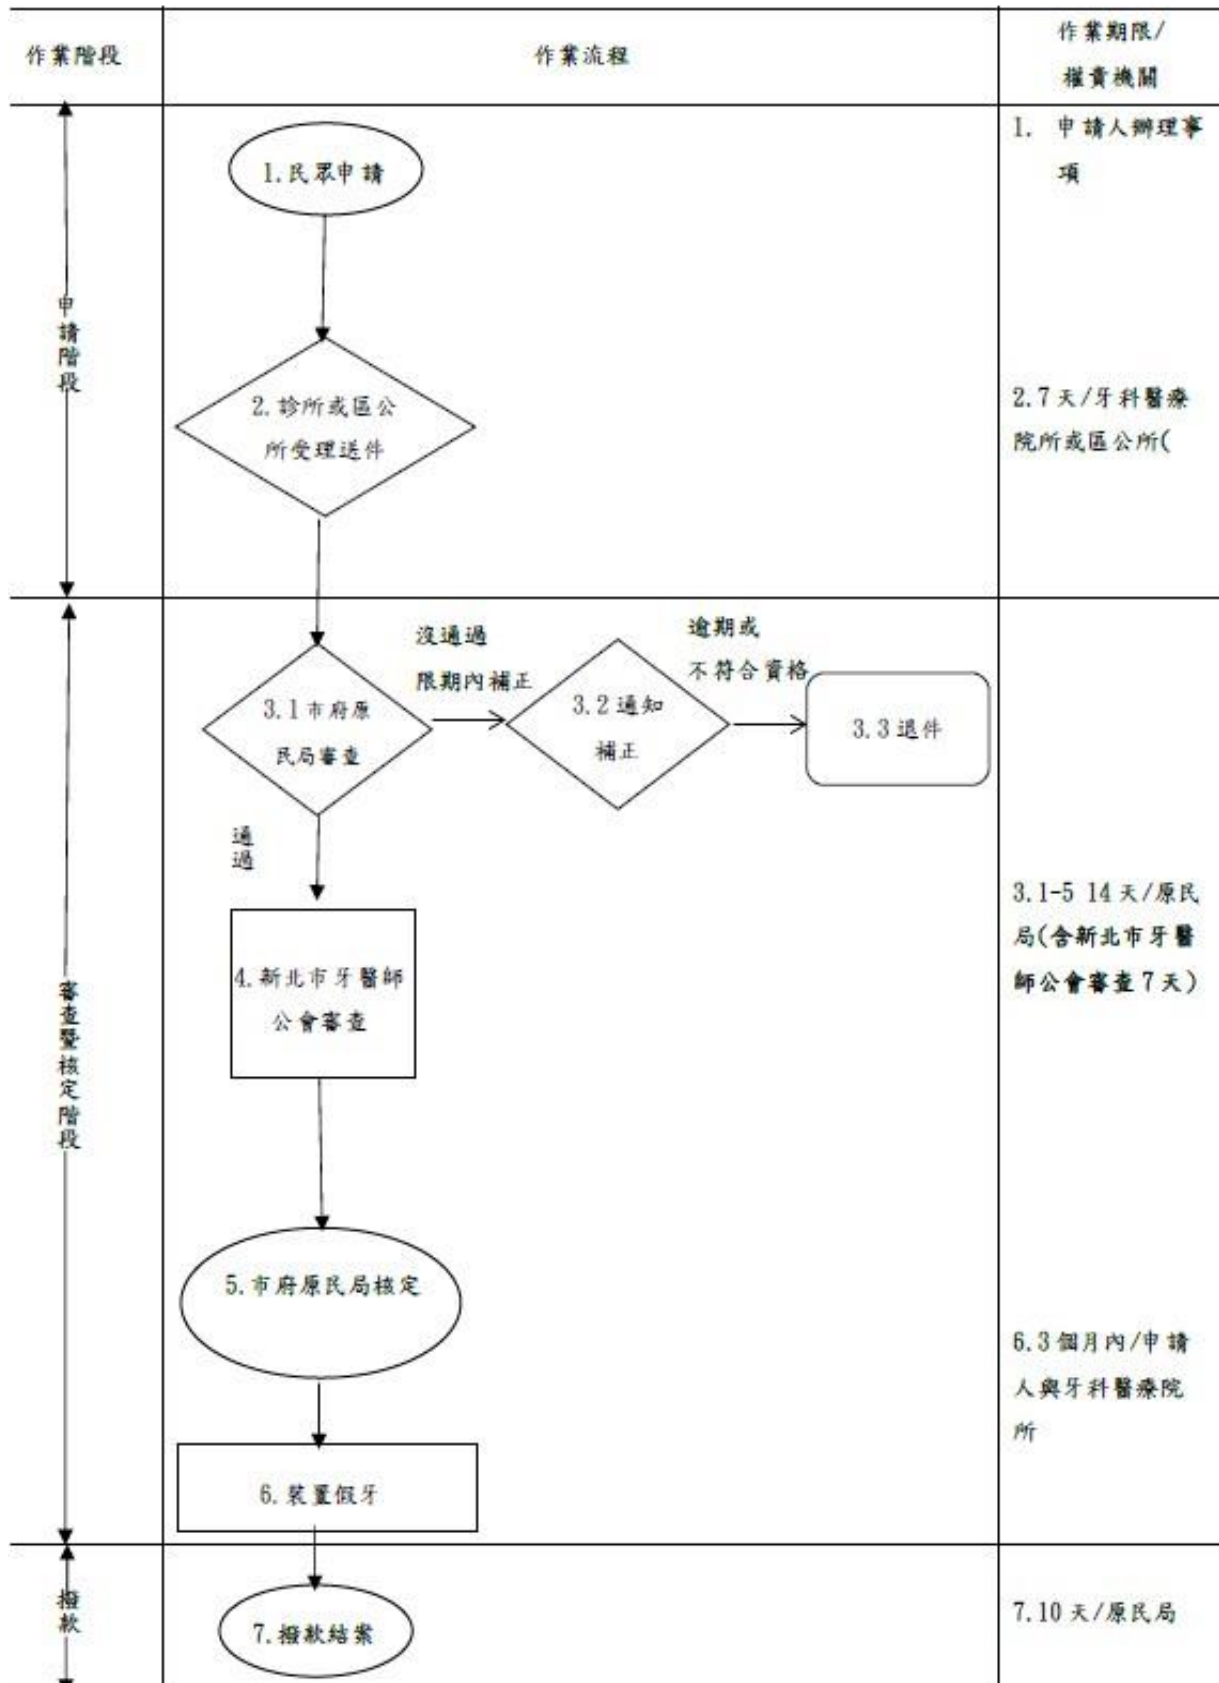 作業階段
作業流程
作業期限/
權責機關
1.民眾申請
1. 申請人辦理事
項
申請階段
2.診所或區公
所受理送件
2.7天/牙科醫療
院所或區公所(
沒通過
限期內補正
逾期或
不符合資格
3.1市府原
民局審查
3.2通知
補正
3.3退件
通過
4.新北市牙醫師
公會審查
3.1-5 14天/原民
局(含新北市牙醫
師公會審查7天)
審查暨核定階段
5.市府原民局核定
6.3個月內/申請
人與牙科醫療院
所
6.裝置假牙
撥款
7.撥款結案
7.10天/原民局